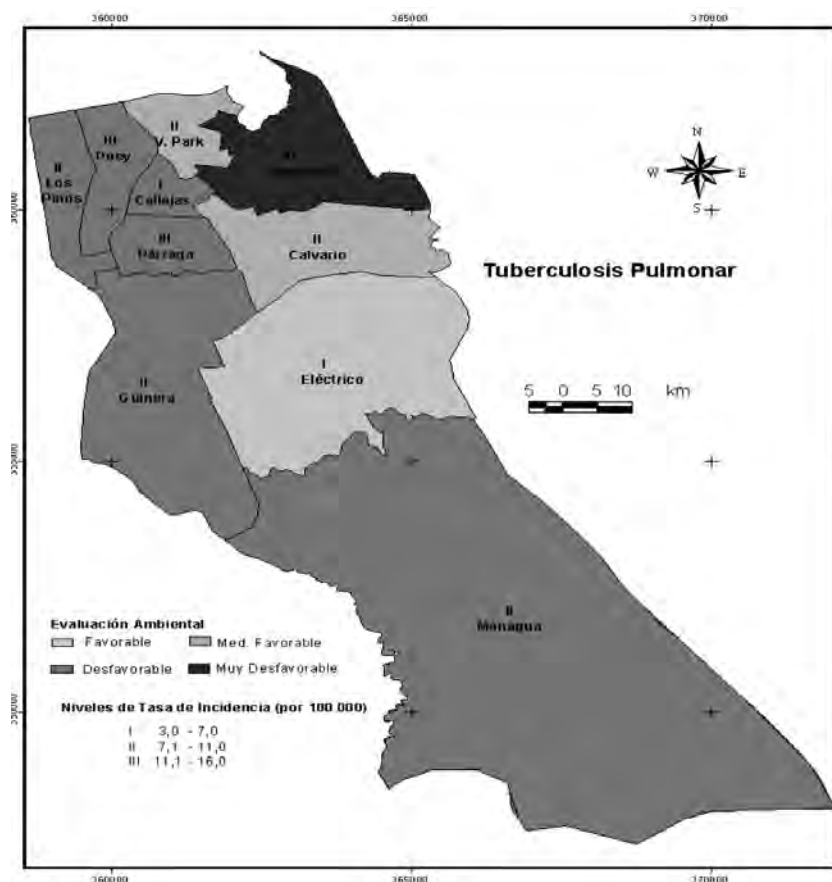 360000 365000 370000
N
W E
S
II
V. Park
III
Poey
II
Los
Pinos
I
Callejas
III
Párraga
II
Calvario
Tuberculosis Pulmonar
I
Eléctrico
II
Guinera
5 0 5 10 km
II
Managua
Evaluación Ambiental
Favorable Med. Favorable
Desfavorable Muy Desfavorable
Niveles de Tasa de Incidencia (por 100 000)
I 3,0 - 7,0
II 7,1 - 11,0
III 11,1 - 16,0
360000 365000 370000